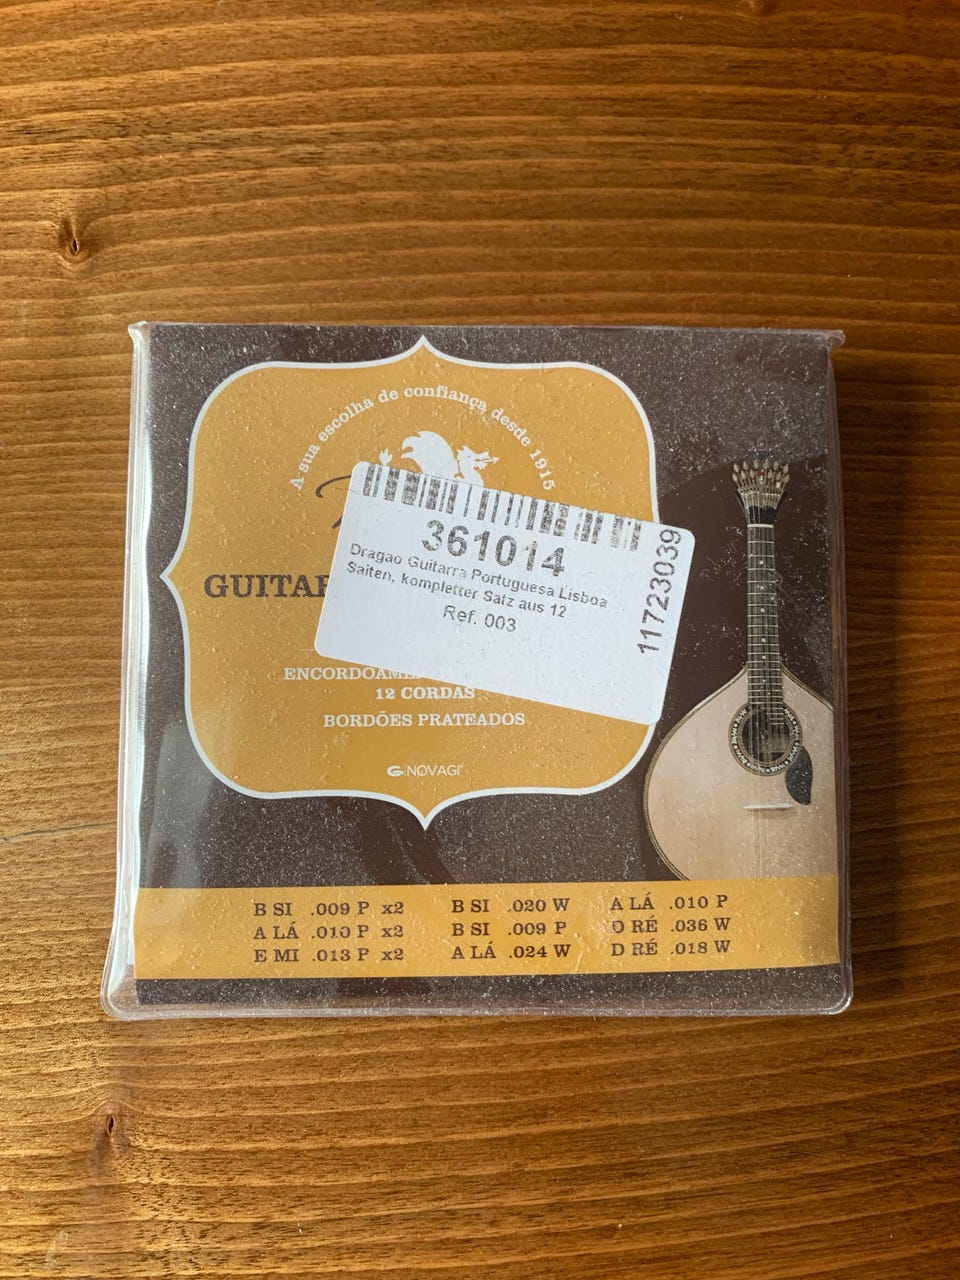 A sua escolha de confiança desde 1915
361014
Dragao Guitarra Portuguesa Lisboa
Saiten, kompletter Satz aus 12
Ref. 003
11723039
GUITAR
12 CORDAS
BORDÕES PRATEADOS
NOVAGI
B SI .009 P x2 B SI .020 W A LÁ .010 P
A LÁ .010 P x2 B SI .009 P D RÉ .036 W
E MI .013 P x2 A LÁ .024 W D RÉ .018 W